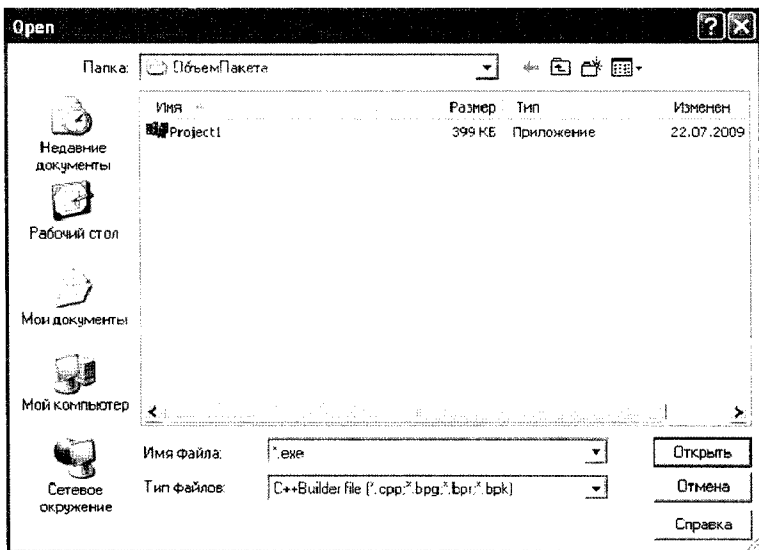 Open
Папка: ОбъемПакета
Имя Размер Тип Изменен
Project1 399 КБ Приложение 22.07.2009
Недавние
документы
Рабочий стол
Мои документы
Мой компьютер
Сетевое
окружение
Имя файла: *.exe Открыть
Тип файлов: C++Builder file (*.cpp;*.bpg;*.bpr;*.bpk) Отмена
Справка